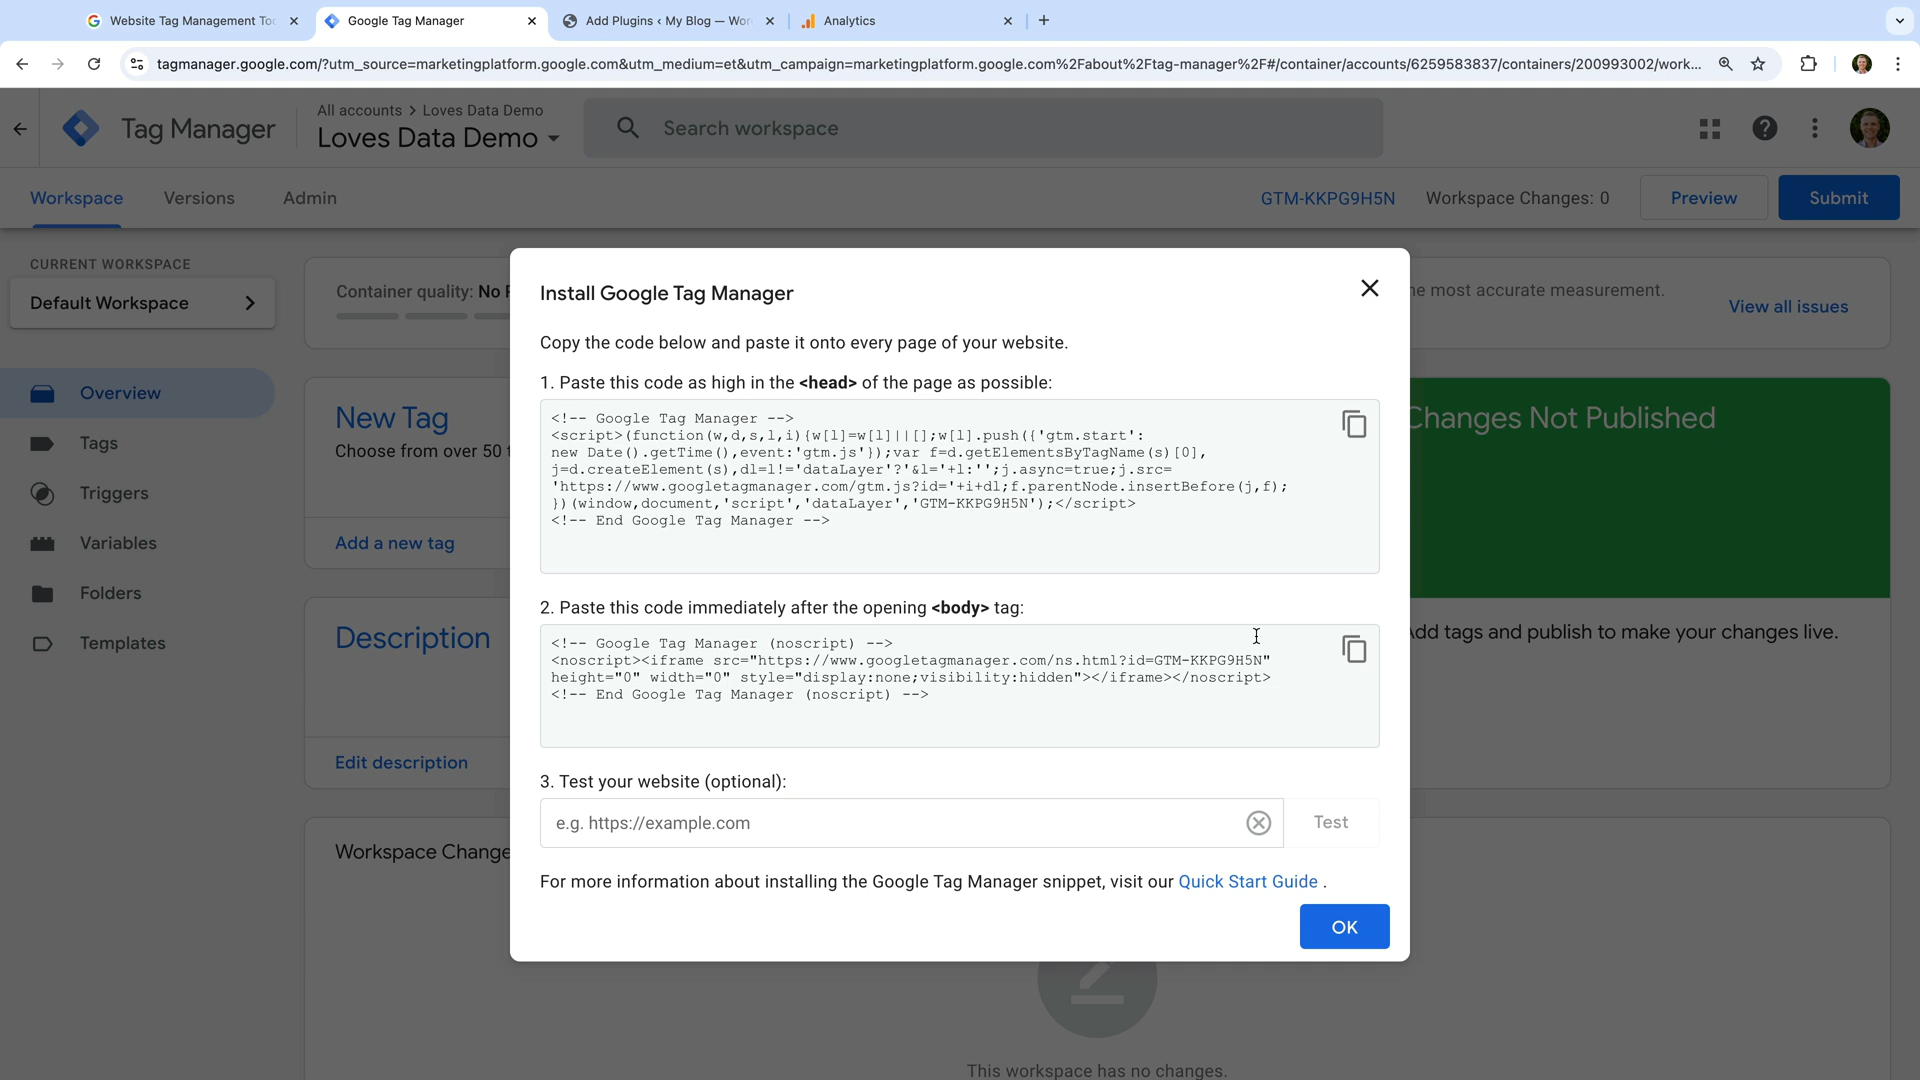 Website Tag Management Too
Google Tag Manager
Add Plugins ‹ My Blog — Wor
Analytics
tagmanager.google.com/?utm_source=marketingplatform.google.com&utm_medium=et&utm_campaign=marketingplatform.google.com%2Fabout%2Ftag-manager%2F#/container/accounts/6259583837/containers/200993002/work...
Tag Manager
All accounts > Loves Data Demo
Loves Data Demo
Search workspace
Workspace
Versions
Admin
GTM-KKPG9H5N
Workspace Changes: 0
Preview
Submit
CURRENT WORKSPACE
Default Workspace
Overview
Tags
Triggers
Variables
Folders
Templates
Container quality: No
he most accurate measurement.
View all issues
New Tag
Choose from over 50 t
Add a new tag
Changes Not Published
Add tags and publish to make your changes live.
Description
Edit description
Workspace Change
This workspace has no changes.
Install Google Tag Manager
Copy the code below and paste it onto every page of your website.
1. Paste this code as high in the <head> of the page as possible:
<!-- Google Tag Manager -->
<script>(function(w,d,s,l,i){w[l]=w[l]||[];w[l].push({'gtm.start':
new Date().getTime(),event:'gtm.js'});var f=d.getElementsByTagName(s)[0],
j=d.createElement(s),dl=l!='dataLayer'?'&l='+l:'';j.async=true;j.src=
'https://www.googletagmanager.com/gtm.js?id='+i+dl;f.parentNode.insertBefore(j,f);
})(window,document,'script','dataLayer','GTM-KKPG9H5N');</script>
<!-- End Google Tag Manager -->
2. Paste this code immediately after the opening <body> tag:
<!-- Google Tag Manager (noscript) -->
<noscript><iframe src="https://www.googletagmanager.com/ns.html?id=GTM-KKPG9H5N"
height="0" width="0" style="display:none;visibility:hidden"></iframe></noscript>
<!-- End Google Tag Manager (noscript) -->
3. Test your website (optional):
e.g. https://example.com
Test
For more information about installing the Google Tag Manager snippet, visit our Quick Start Guide .
OK